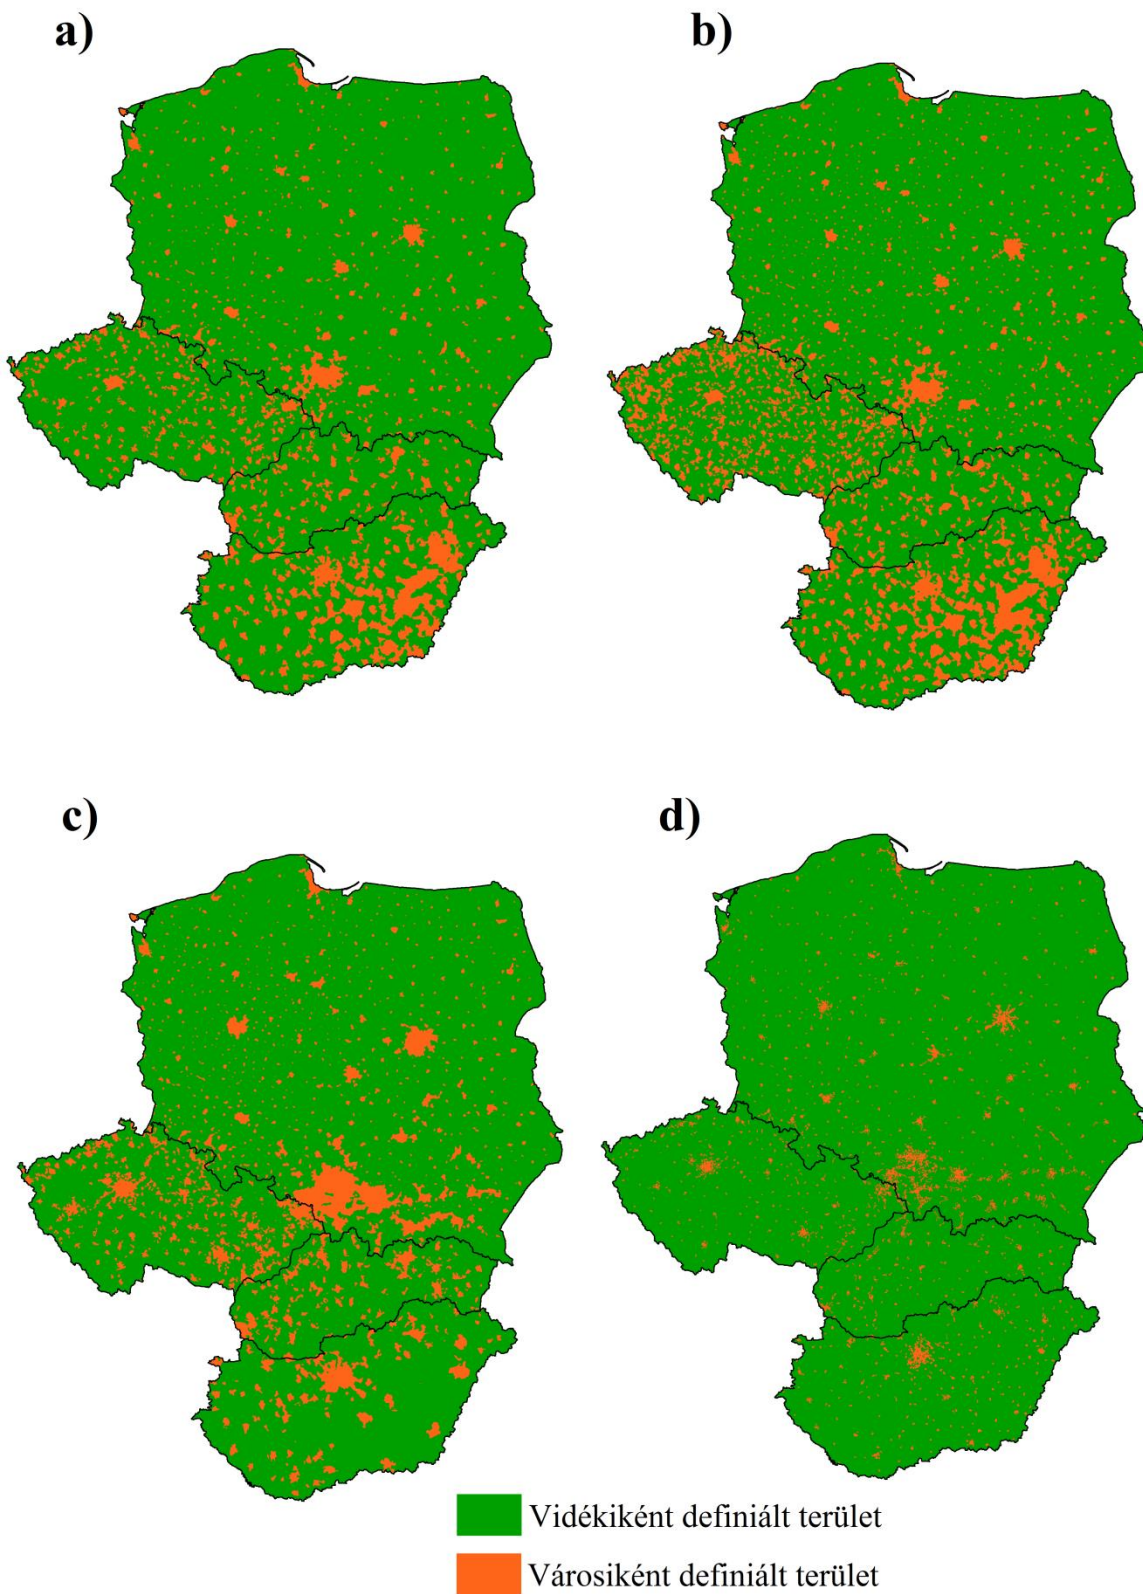 a)
b)
c)
d)
Vidékiként definiált terület
Városiként definiált terület